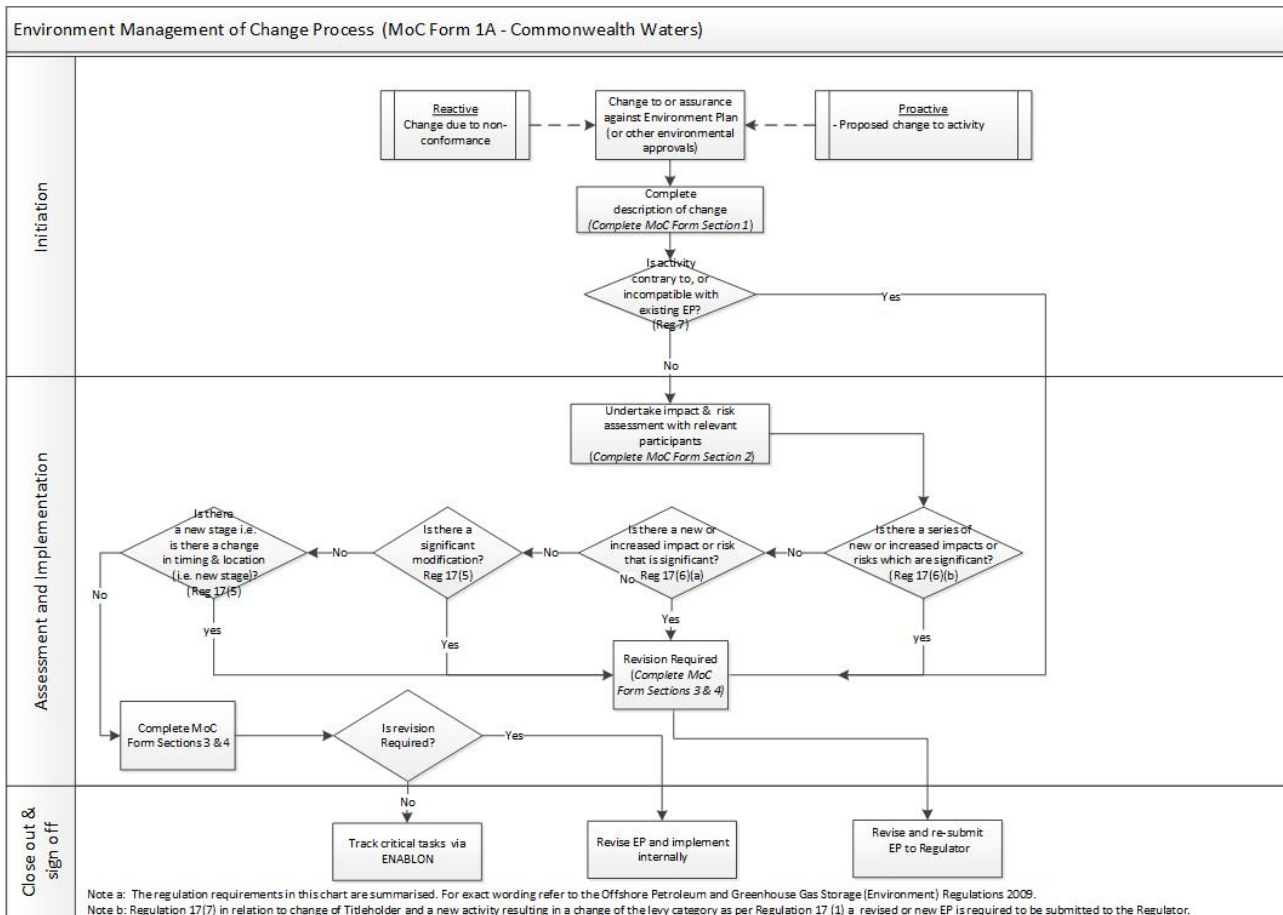 Environment Management of Change Process (MoC Form 1A - Commonwealth Waters)
Initiation
Reactive
Change due to non-
conformance
Change to or assurance
against Environment Plan
(or other environmental
approvals)
Proactive
- Proposed change to activity
Complete
description of change
(Complete MoC Form Section 1)
Is activity
contrary to, or
incompatible with
existing EP?
(Reg 7)
Yes
No
Assessment and Implementation
Undertake impact & risk
assessment with relevant
participants
(Complete MoC Form Section 2)
Is there
a new stage i.e.
is there a change
in timing & location
(i.e. new stage)?
(Reg 17(5)
No
Is there a
significant
modification?
Reg 17(5)
No
Is there a new or
increased impact or risk
that is significant?
Reg 17(6)(a)
No
No
Is there a series of
new or increased impacts or
risks which are significant?
(Reg 17(6)(b)
No
yes
Yes
Yes
yes
Revision Required
(Complete MoC
Form Sections 3 & 4)
Complete MoC
Form Sections 3 & 4
Is revision
Required?
Yes
No
Close out &
sign off
Track critical tasks via
ENABLON
Revise EP and implement
internally
Revise and re-submit
EP to Regulator
Note a: The regulation requirements in this chart are summarised. For exact wording refer to the Offshore Petroleum and Greenhouse Gas Storage (Environment) Regulations 2009.
Note b: Regulation 17(7) in relation to change of Titleholder and a new activity resulting in a change of the levy category as per Regulation 17 (1) a revised or new EP is required to be submitted to the Regulator.